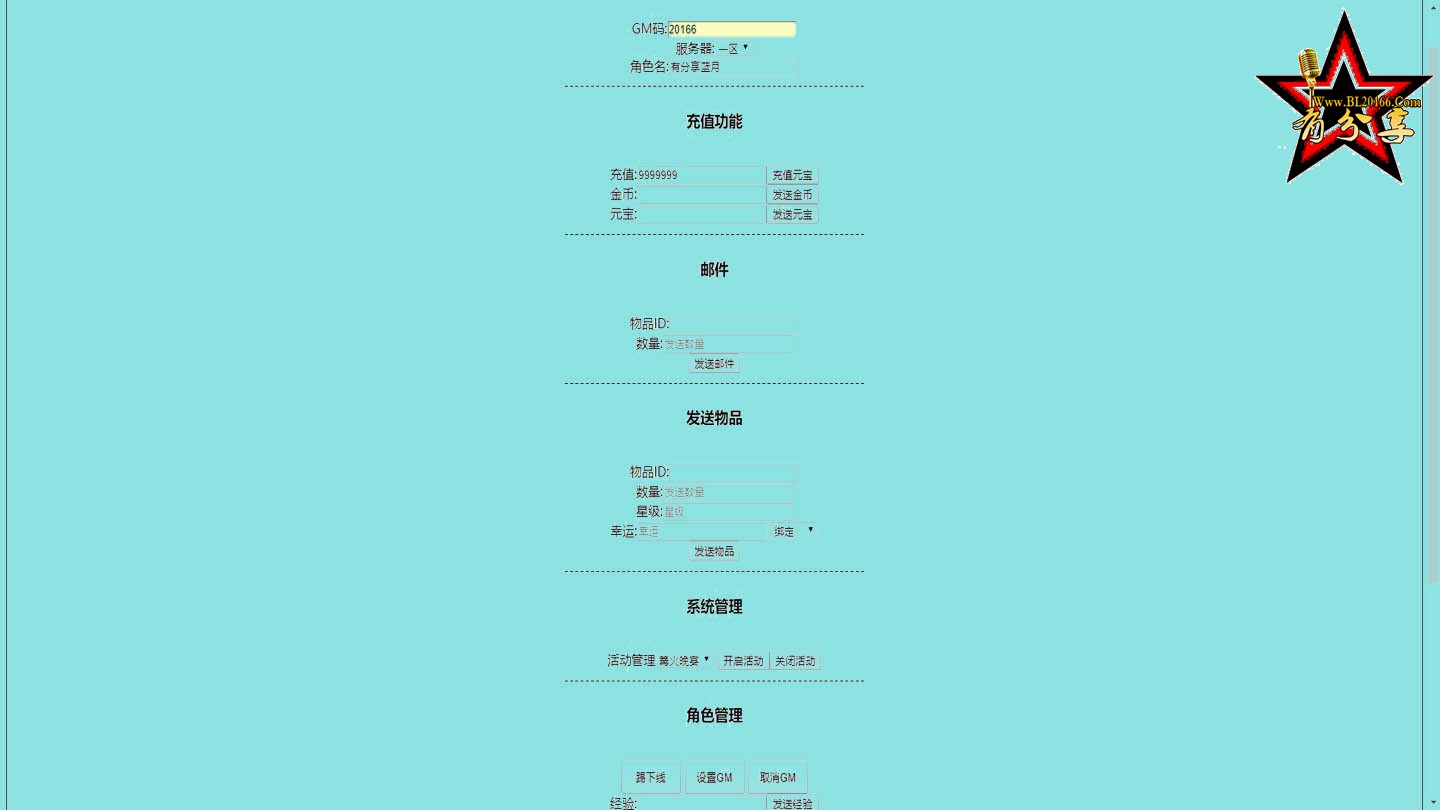 GM码:20166
服务器: 一区
角色名:有分享蓝月
充值功能
充值:9999999 充值元宝
金币: 发送金币
元宝: 发送元宝
邮件
物品ID:
数量:发送数量
发送邮件
发送物品
物品ID:
数量:发送数量
星级:星级
幸运:幸运 绑定
发送物品
系统管理
活动管理 篝火晚宴 开启活动 关闭活动
角色管理
踢下线 设置GM 取消GM
经验: 发送经验
Www.BL20166.Com
有分享